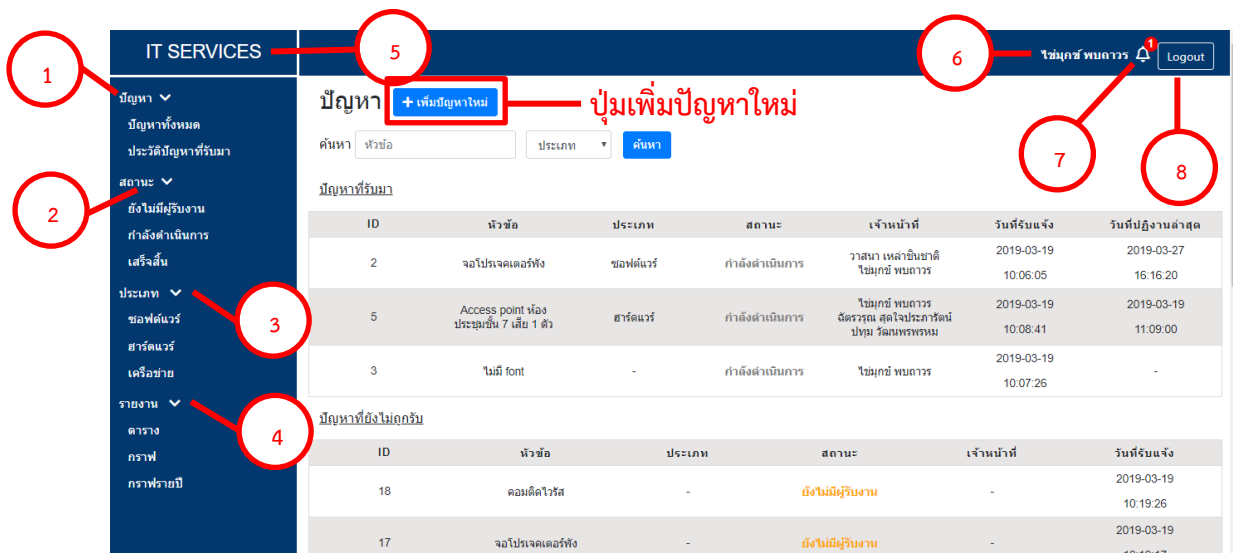 IT SERVICES
5
6
ไข่มุกข์ พบถาวร
1
Logout
1
ปัญหา
ปัญหาทั้งหมด
ประวัติปัญหาที่รับมา
2
สถานะ
ยังไม่มีผู้รับงาน
กำลังดำเนินการ
เสร็จสิ้น
3
ประเภท
ซอฟต์แวร์
ฮาร์ดแวร์
เครือข่าย
4
รายงาน
ตาราง
กราฟ
กราฟรายปี
ปัญหา
+ เพิ่มปัญหาใหม่
ปุ่มเพิ่มปัญหาใหม่
7
8
ค้นหา หัวข้อ ประเภท ค้นหา
ปัญหาที่รับมา
ID หัวข้อ ประเภท สถานะ เจ้าหน้าที่ วันที่รับแจ้ง วันที่ปฏิงานล่าสุด
2 จอโปรเจคเตอร์พัง ซอฟต์แวร์ กำลังดำเนินการ วาสนา เหล่าชินชาติ 2019-03-19 2019-03-27
ไข่มุกข์ พบถาวร 10:06:05 16:16:20
5 Access point ห้อง ฮาร์ดแวร์ กำลังดำเนินการ ไข่มุกข์ พบถาวร 2019-03-19 2019-03-19
ประชุมชั้น 7 เสีย 1 ตัว ฉัตรวรุณ สุดใจประภารัตน์ 10:08:41 11:09:00
ปทุม วัฒนพรพรหม
3 ไม่มี font - กำลังดำเนินการ ไข่มุกข์ พบถาวร 2019-03-19 -
10:07:26
ปัญหาที่ยังไม่ถูกรับ
ID หัวข้อ ประเภท สถานะ เจ้าหน้าที่ วันที่รับแจ้ง
18 คอมติดไวรัส - ยังไม่มีผู้รับงาน - 2019-03-19
10:19:26
17 จอโปรเจคเตอร์พัง - ยังไม่มีผู้รับงาน - 2019-03-19